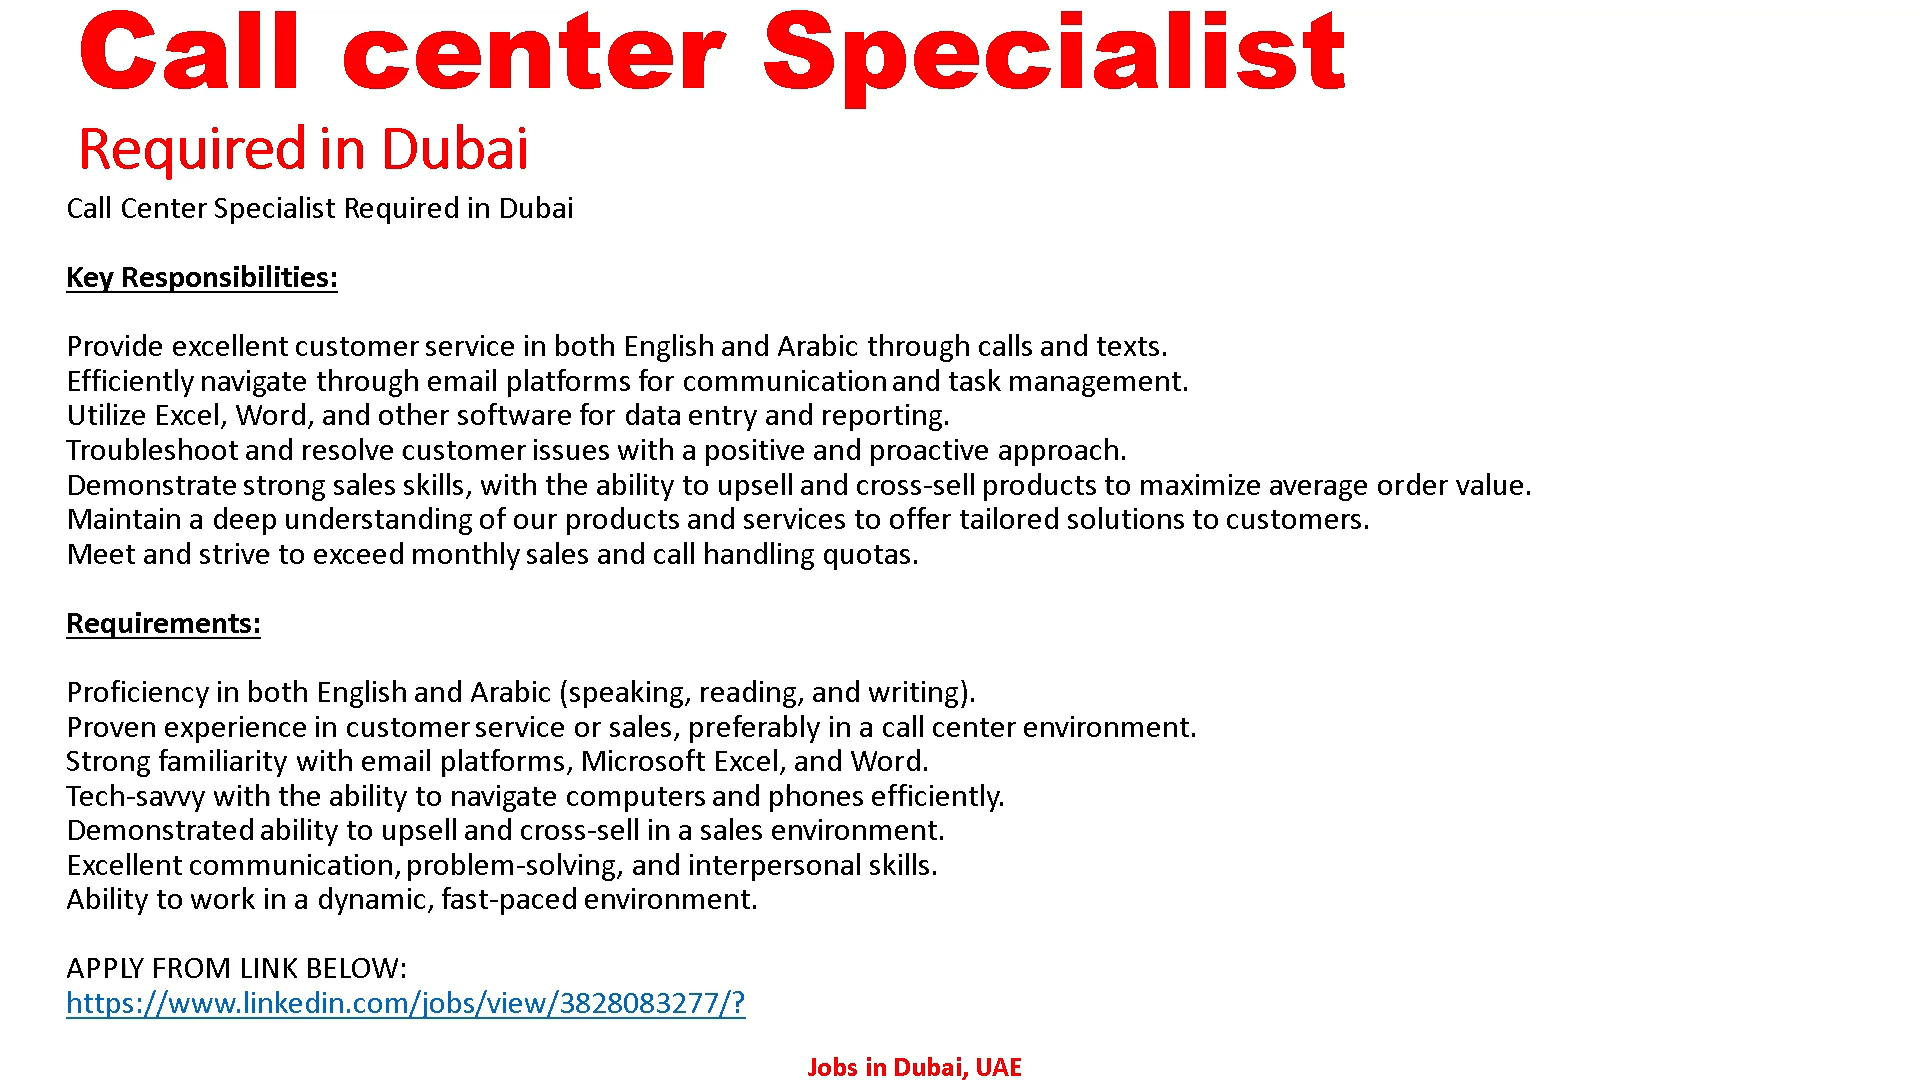 Call center Specialist
Required in Dubai
Call Center Specialist Required in Dubai
Key Responsibilities:
Provide excellent customer service in both English and Arabic through calls and texts.
Efficiently navigate through email platforms for communication and task management.
Utilize Excel, Word, and other software for data entry and reporting.
Troubleshoot and resolve customer issues with a positive and proactive approach.
Demonstrate strong sales skills, with the ability to upsell and cross-sell products to maximize average order value.
Maintain a deep understanding of our products and services to offer tailored solutions to customers.
Meet and strive to exceed monthly sales and call handling quotas.
Requirements:
Proficiency in both English and Arabic (speaking, reading, and writing).
Proven experience in customer service or sales, preferably in a call center environment.
Strong familiarity with email platforms, Microsoft Excel, and Word.
Tech-savvy with the ability to navigate computers and phones efficiently.
Demonstrated ability to upsell and cross-sell in a sales environment.
Excellent communication, problem-solving, and interpersonal skills.
Ability to work in a dynamic, fast-paced environment.
APPLY FROM LINK BELOW:
https://www.linkedin.com/jobs/view/3828083277/?
Jobs in Dubai, UAE